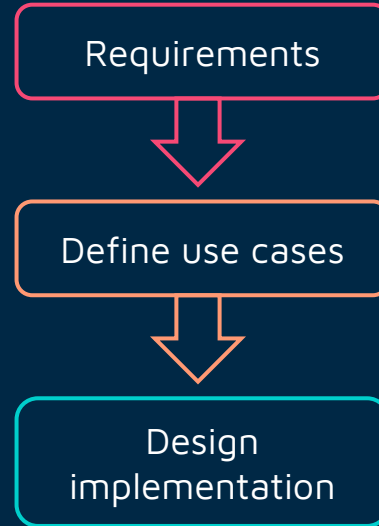 Requirements
Define use cases
Design
implementation